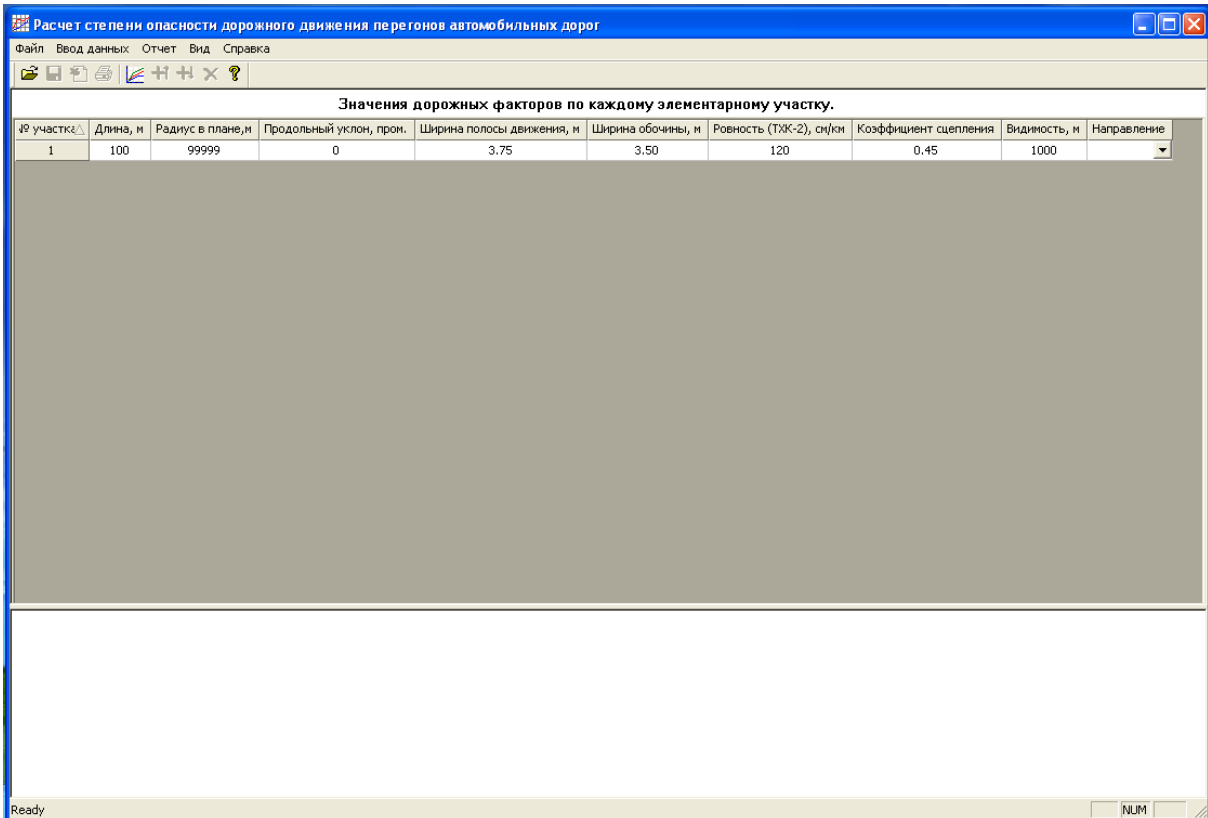 Расчет степени опасности дорожного движения перегонов автомобильных дорог
Файл Ввод данных Отчет Вид Справка
Значения дорожных факторов по каждому элементарному участку.
№ участка Длина, м Радиус в плане,м Продольный уклон, пром. Ширина полосы движения, м Ширина обочины, м Ровность (ТХК-2), см/км Коэффициент сцепления Видимость, м Направление
1 100 99999 0 3.75 3.50 120 0.45 1000
Ready NUM